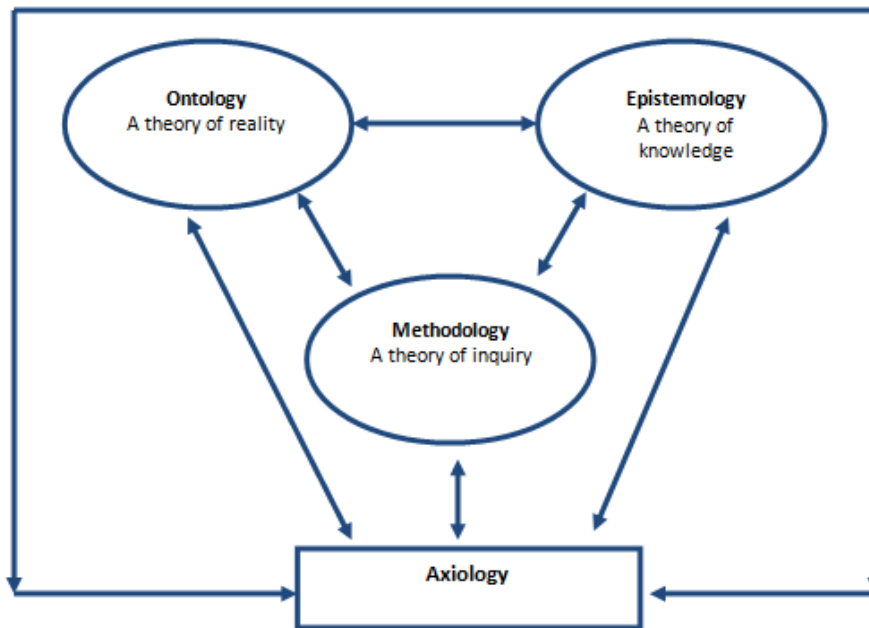 Ontology
A theory of reality
Epistemology
A theory of
knowledge
Methodology
A theory of inquiry
Axiology